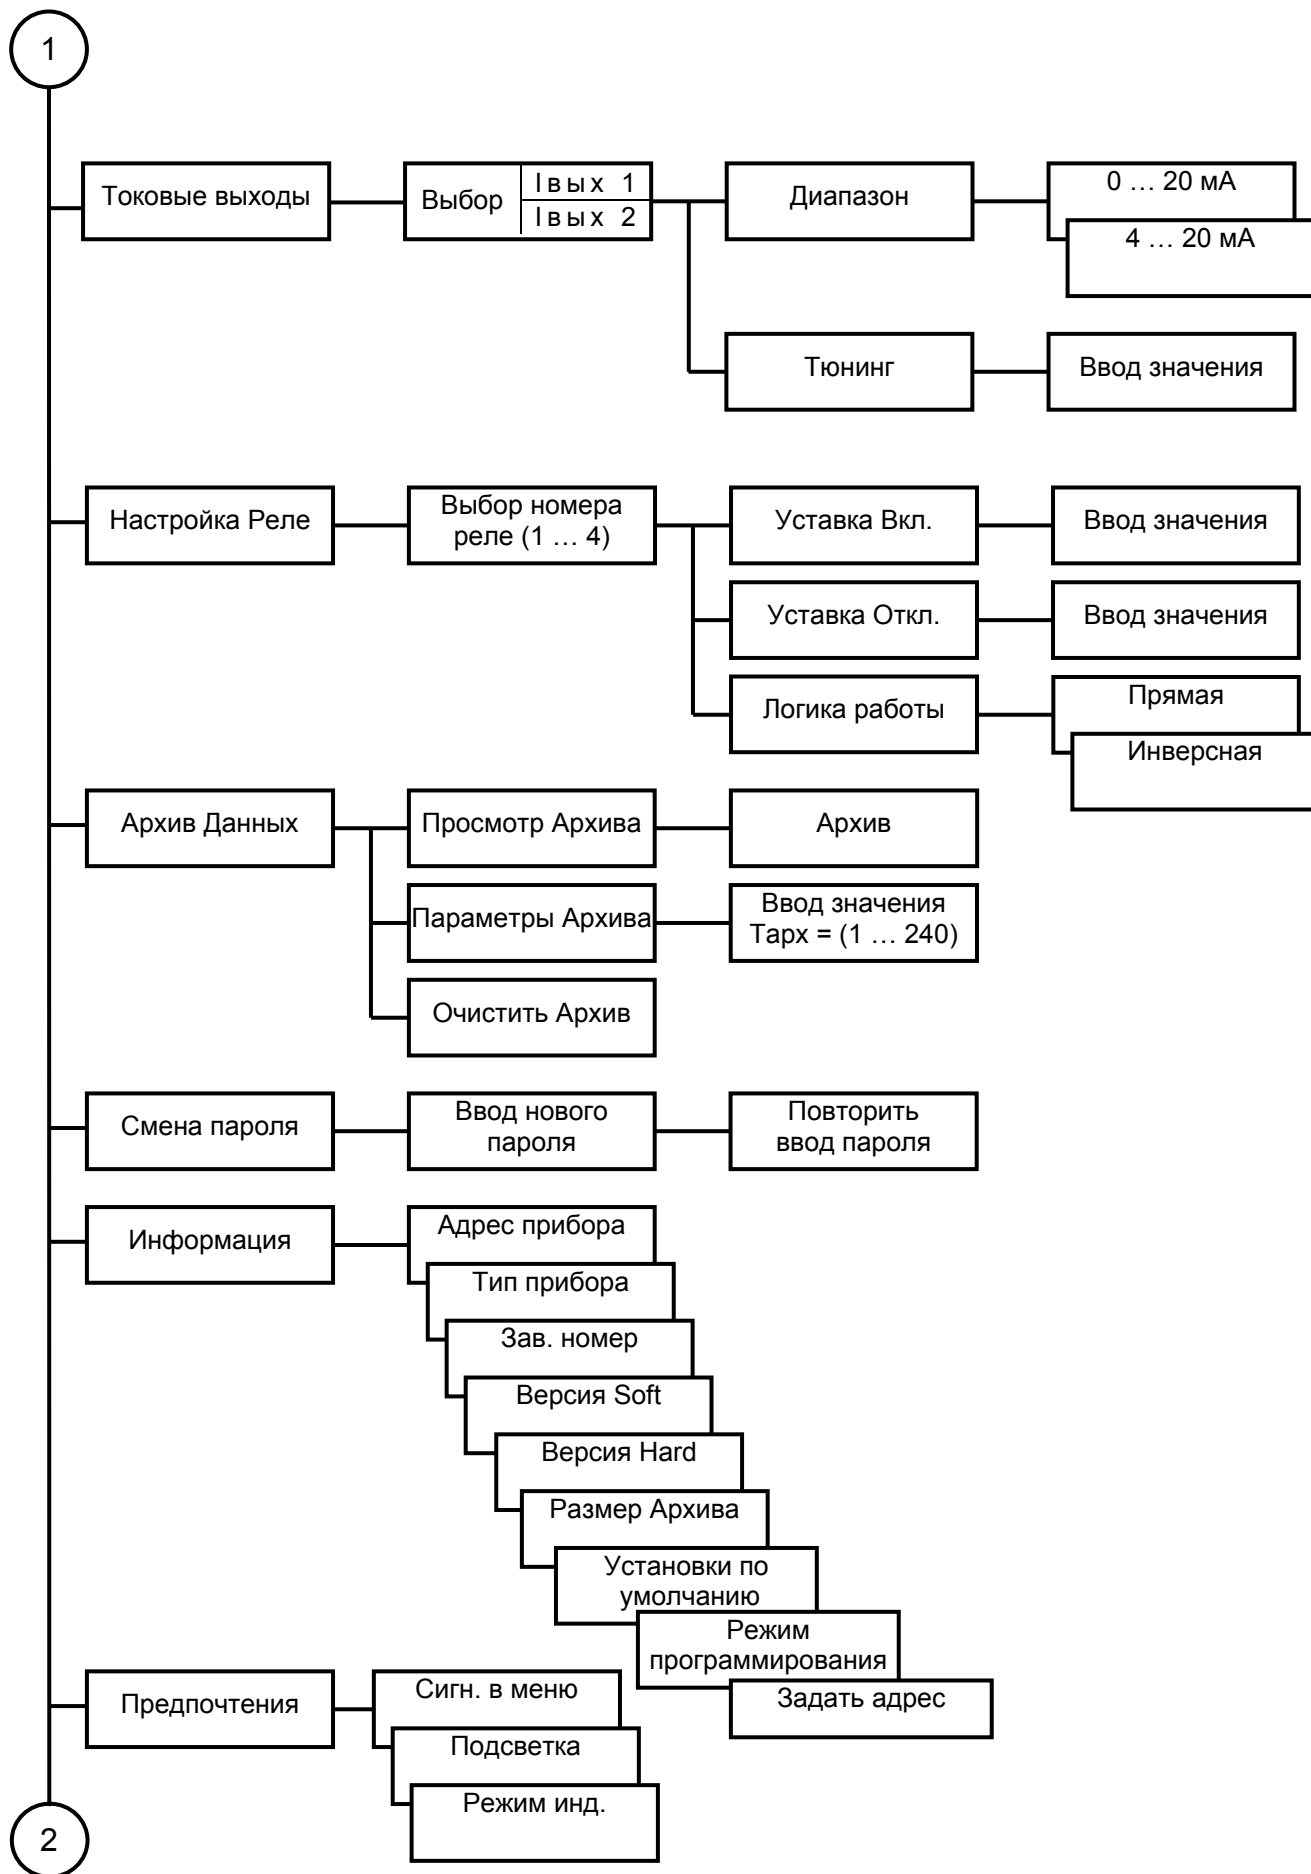 1
Токовые выходы
Выбор
Iвых 1
Iвых 2
Диапазон
0 … 20 мА
4 … 20 мА
Тюнинг
Ввод значения
Настройка Реле
Выбор номера
реле (1 … 4)
Уставка Вкл.
Ввод значения
Уставка Откл.
Ввод значения
Логика работы
Прямая
Инверсная
Архив Данных
Просмотр Архива
Архив
Параметры Архива
Ввод значения
Тарх = (1 … 240)
Очистить Архив
Смена пароля
Ввод нового
пароля
Повторить
ввод пароля
Информация
Адрес прибора
Тип прибора
Зав. номер
Версия Soft
Версия Hard
Размер Архива
Установки по
умолчанию
Режим
программирования
Задать адрес
Предпочтения
Сигн. в меню
Подсветка
Режим инд.
2